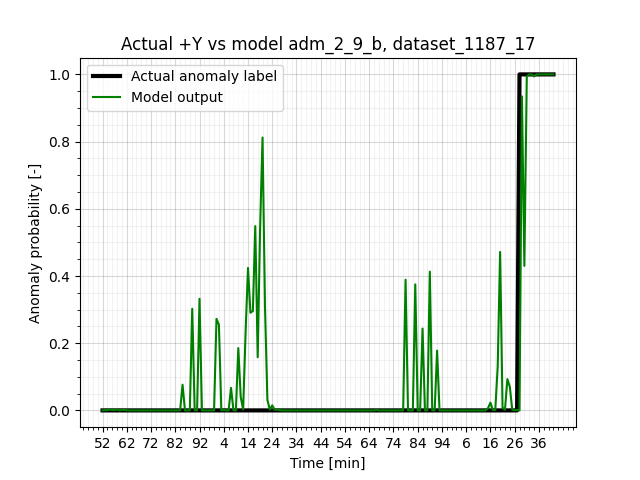 Actual +Y vs model adm_2_9_b, dataset_1187_17
Actual anomaly label
Model output
Anomaly probability [-]
1.0
0.8
0.6
0.4
0.2
0.0
52 62 72 82 92 4 14 24 34 44 54 64 74 84 94 6 16 26 36
Time [min]